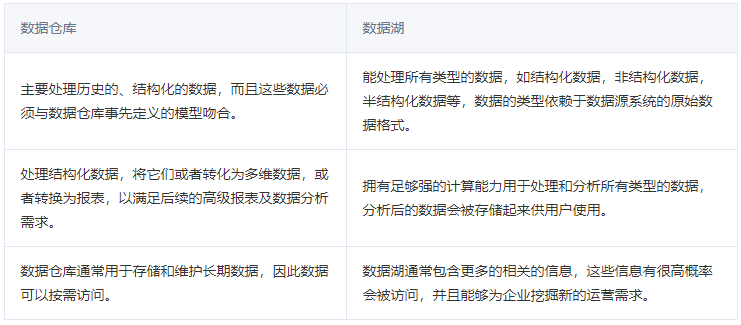 数据仓库
数据湖
主要处理历史的、结构化的数据，而且这些数据必
须与数据仓库事先定义的模型吻合。
能处理所有类型的数据，如结构化数据，非结构化数据，
半结构化数据等，数据的类型依赖于数据源系统的原始数
据格式。
处理结构化数据，将它们或者转化为多维数据，或
者转换为报表，以满足后续的高级报表及数据分析
需求。
拥有足够强的计算能力用于处理和分析所有类型的数据，
分析后的数据会被存储起来供用户使用。
数据仓库通常用于存储和维护长期数据，因此数据
可以按需访问。
数据湖通常包含更多的相关的信息，这些信息有很高概率
会被访问，并且能够为企业挖掘新的运营需求。